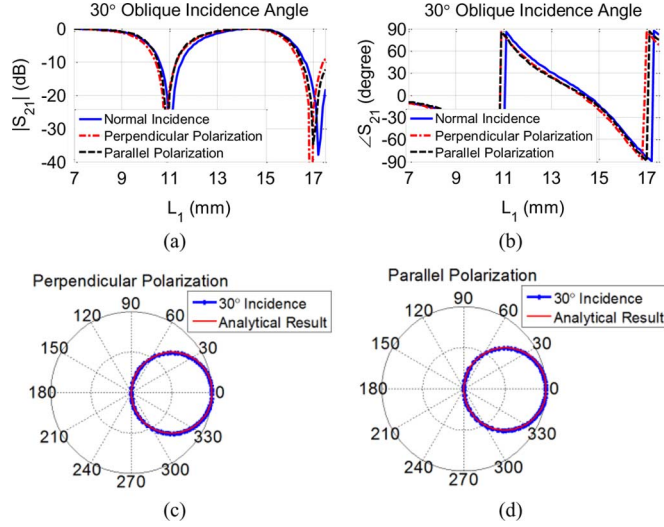 30° Oblique Incidence Angle
|S21| (dB)
0
-10
-20
-30
-40
Normal Incidence
Perpendicular Polarization
Parallel Polarization
7 9 11 13 15 17
L1 (mm)
(a)
30° Oblique Incidence Angle
∠S21 (degree)
90
60
30
0
-30
-60
-90
Normal Incidence
Perpendicular Polarization
Parallel Polarization
7 9 11 13 15 17
L1 (mm)
(b)
Perpendicular Polarization
30° Incidence
Analytical Result
90
120 60
150 30
180 0
210 330
240 300
270
(c)
Parallel Polarization
30° Incidence
Analytical Result
90
120 60
150 30
180 0
210 330
240 300
270
(d)